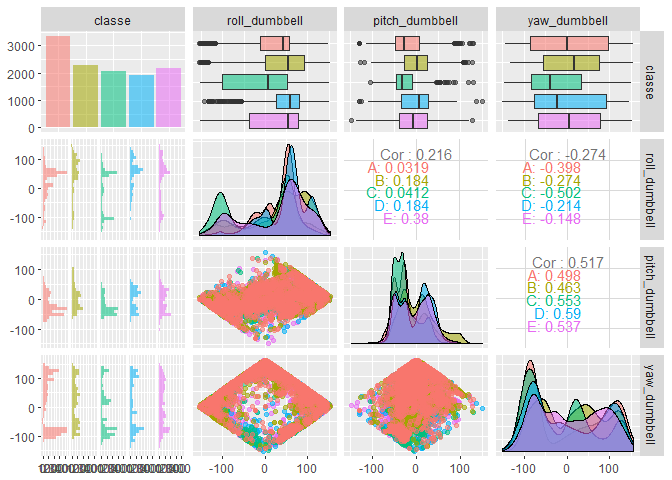 classe roll_dumbbell pitch_dumbbell yaw_dumbbell
3000
2000
1000
0
classe
100
0
-100
Cor : 0.216
A: 0.0319
B: 0.184
C: 0.0412
D: 0.184
E: 0.38
Cor : -0.274
A: -0.398
B: -0.274
C: -0.502
D: -0.214
E: -0.148
roll_dumbbell
100
0
-100
Cor : 0.517
A: 0.498
B: 0.463
C: 0.553
D: 0.59
E: 0.537
pitch_dumbbell
100
0
-100
yaw_dumbbell
-100 0 100 -100 0 100 -100 0 100